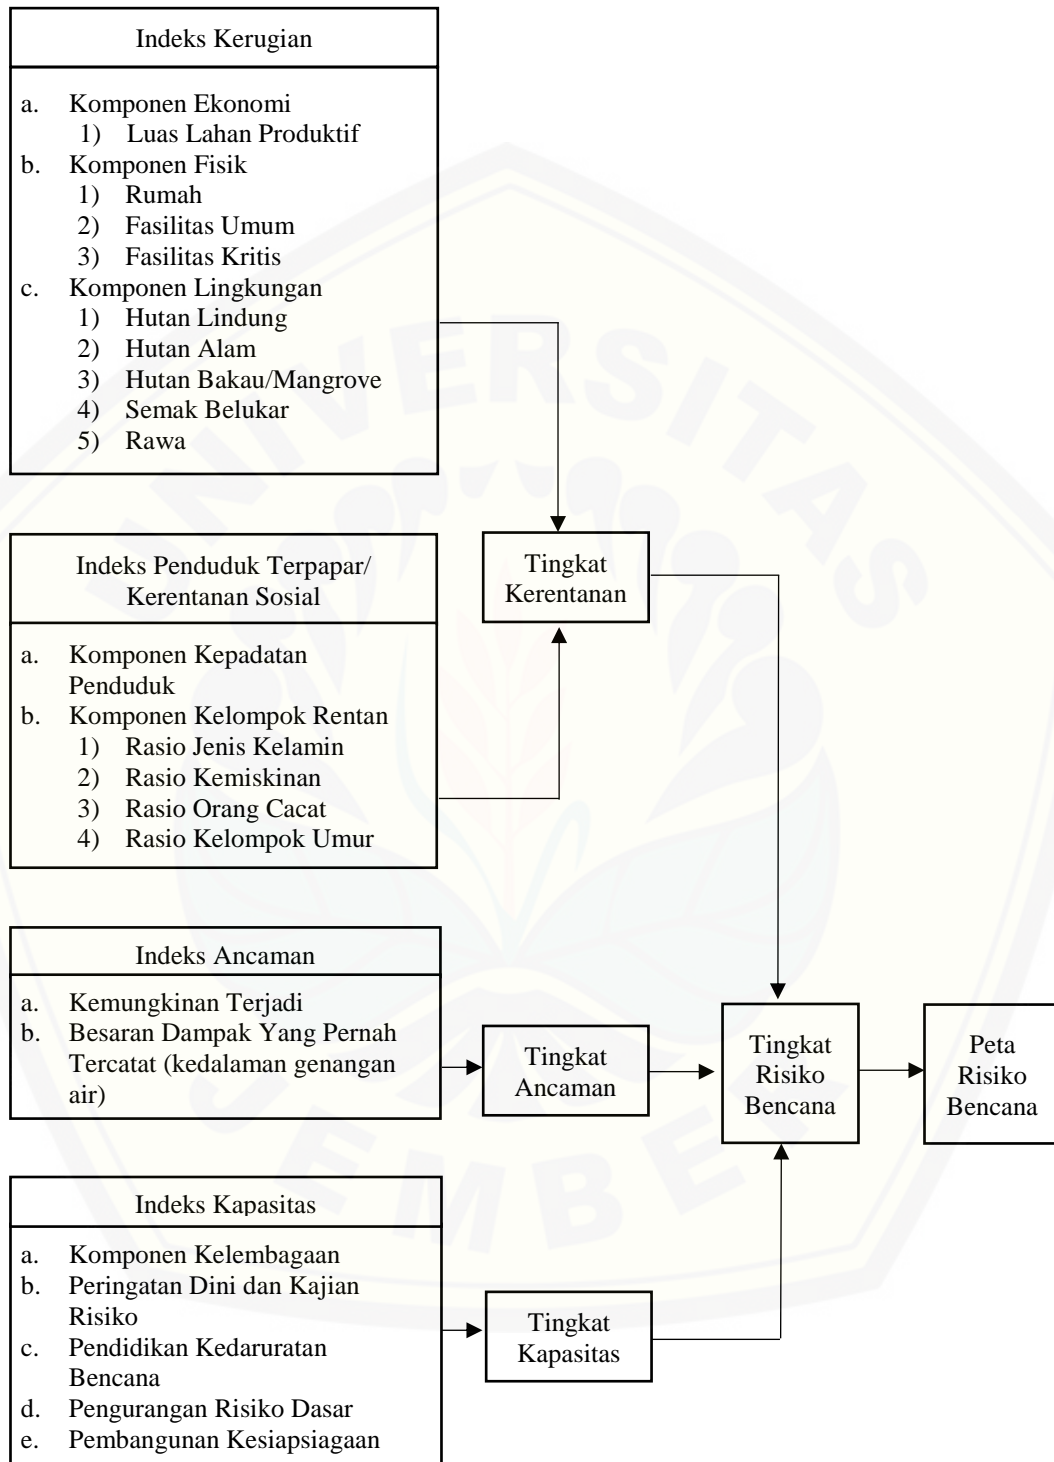 Indeks Kerugian
a. Komponen Ekonomi
1) Luas Lahan Produktif
b. Komponen Fisik
1) Rumah
2) Fasilitas Umum
3) Fasilitas Kritis
c. Komponen Lingkungan
1) Hutan Lindung
2) Hutan Alam
3) Hutan Bakau/Mangrove
4) Semak Belukar
5) Rawa
Indeks Penduduk Terpapar/
Kerentanan Sosial
a. Komponen Kepadatan
Penduduk
b. Komponen Kelompok Rentan
1) Rasio Jenis Kelamin
2) Rasio Kemiskinan
3) Rasio Orang Cacat
4) Rasio Kelompok Umur
Tingkat
Kerentanan
Indeks Ancaman
a. Kemungkinan Terjadi
b. Besaran Dampak Yang Pernah
Tercatat (kedalaman genangan
air)
Tingkat
Ancaman
Tingkat
Risiko
Bencana
Peta
Risiko
Bencana
Indeks Kapasitas
a. Komponen Kelembagaan
b. Peringatan Dini dan Kajian
Risiko
c. Pendidikan Kedaruratan
Bencana
d. Pengurangan Risiko Dasar
e. Pembangunan Kesiapsiagaan
Tingkat
Kapasitas
UNIVERSITAS
JEMBER